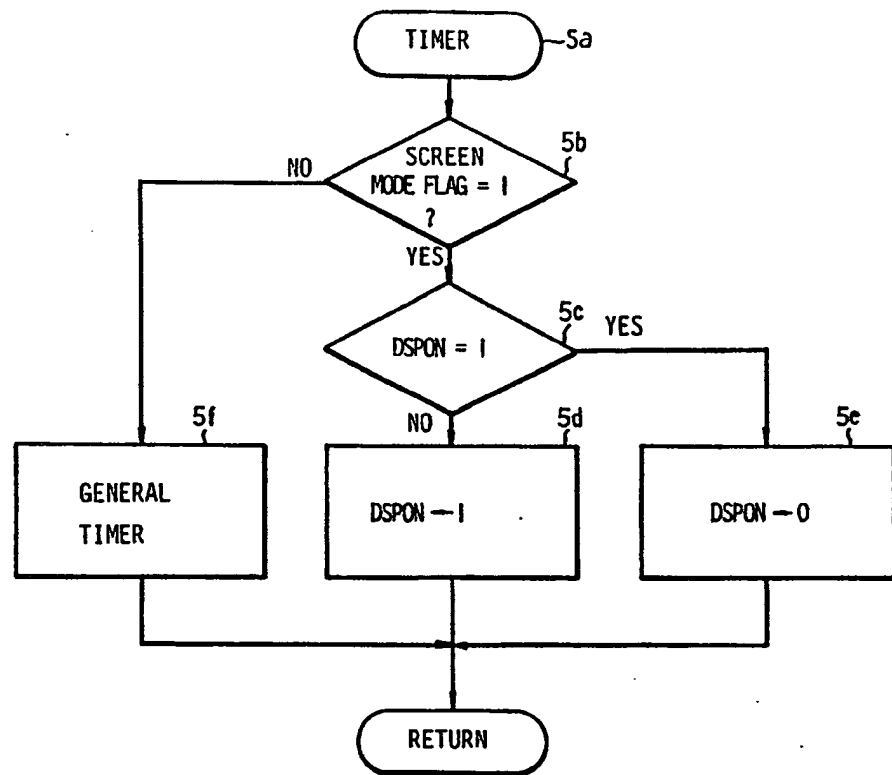 TIMER
5a
SCREEN
MODE FLAG = 1
?
5b
NO
YES
DSPON = 1
5c
YES
NO
5f
GENERAL
TIMER
5d
DSPON ← 1
5e
DSPON ← 0
RETURN